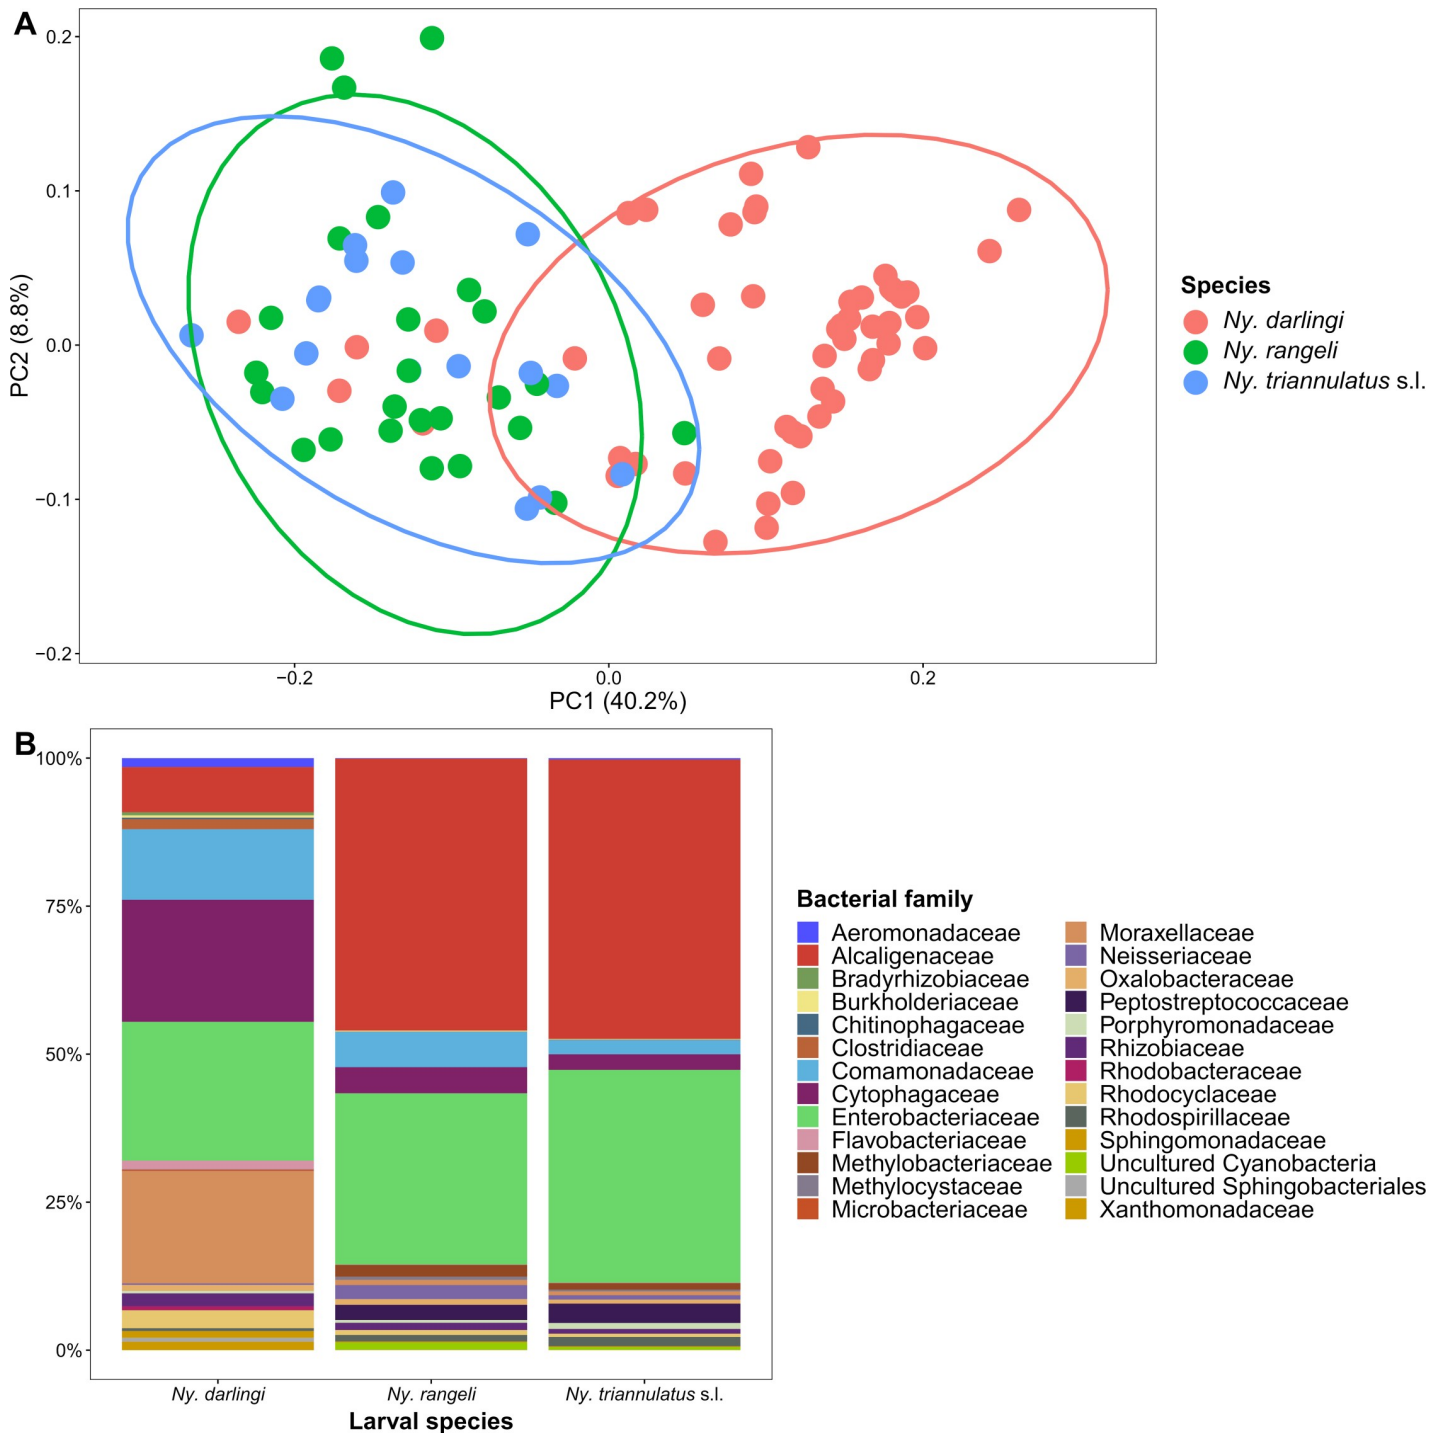 A
0.2
0.1
0.0
−0.1
−0.2
PC2 (8.8%)
−0.2
0.0
0.2
PC1 (40.2%)
Species
Ny. darlingi
Ny. rangeli
Ny. triannulatus s.l.
B
100%
75%
50%
25%
0%
Ny. darlingi
Ny. rangeli
Ny. triannulatus s.l.
Larval species
Bacterial family
Aeromonadaceae
Alcaligenaceae
Bradyrhizobiaceae
Burkholderiaceae
Chitinophagaceae
Clostridiaceae
Comamonadaceae
Cytophagaceae
Enterobacteriaceae
Flavobacteriaceae
Methylobacteriaceae
Methylocystaceae
Microbacteriaceae
Moraxellaceae
Neisseriaceae
Oxalobacteraceae
Peptostreptococcaceae
Porphyromonadaceae
Rhizobiaceae
Rhodobacteraceae
Rhodocyclaceae
Rhodospirillaceae
Sphingomonadaceae
Uncultured Cyanobacteria
Uncultured Sphingobacteriales
Xanthomonadaceae